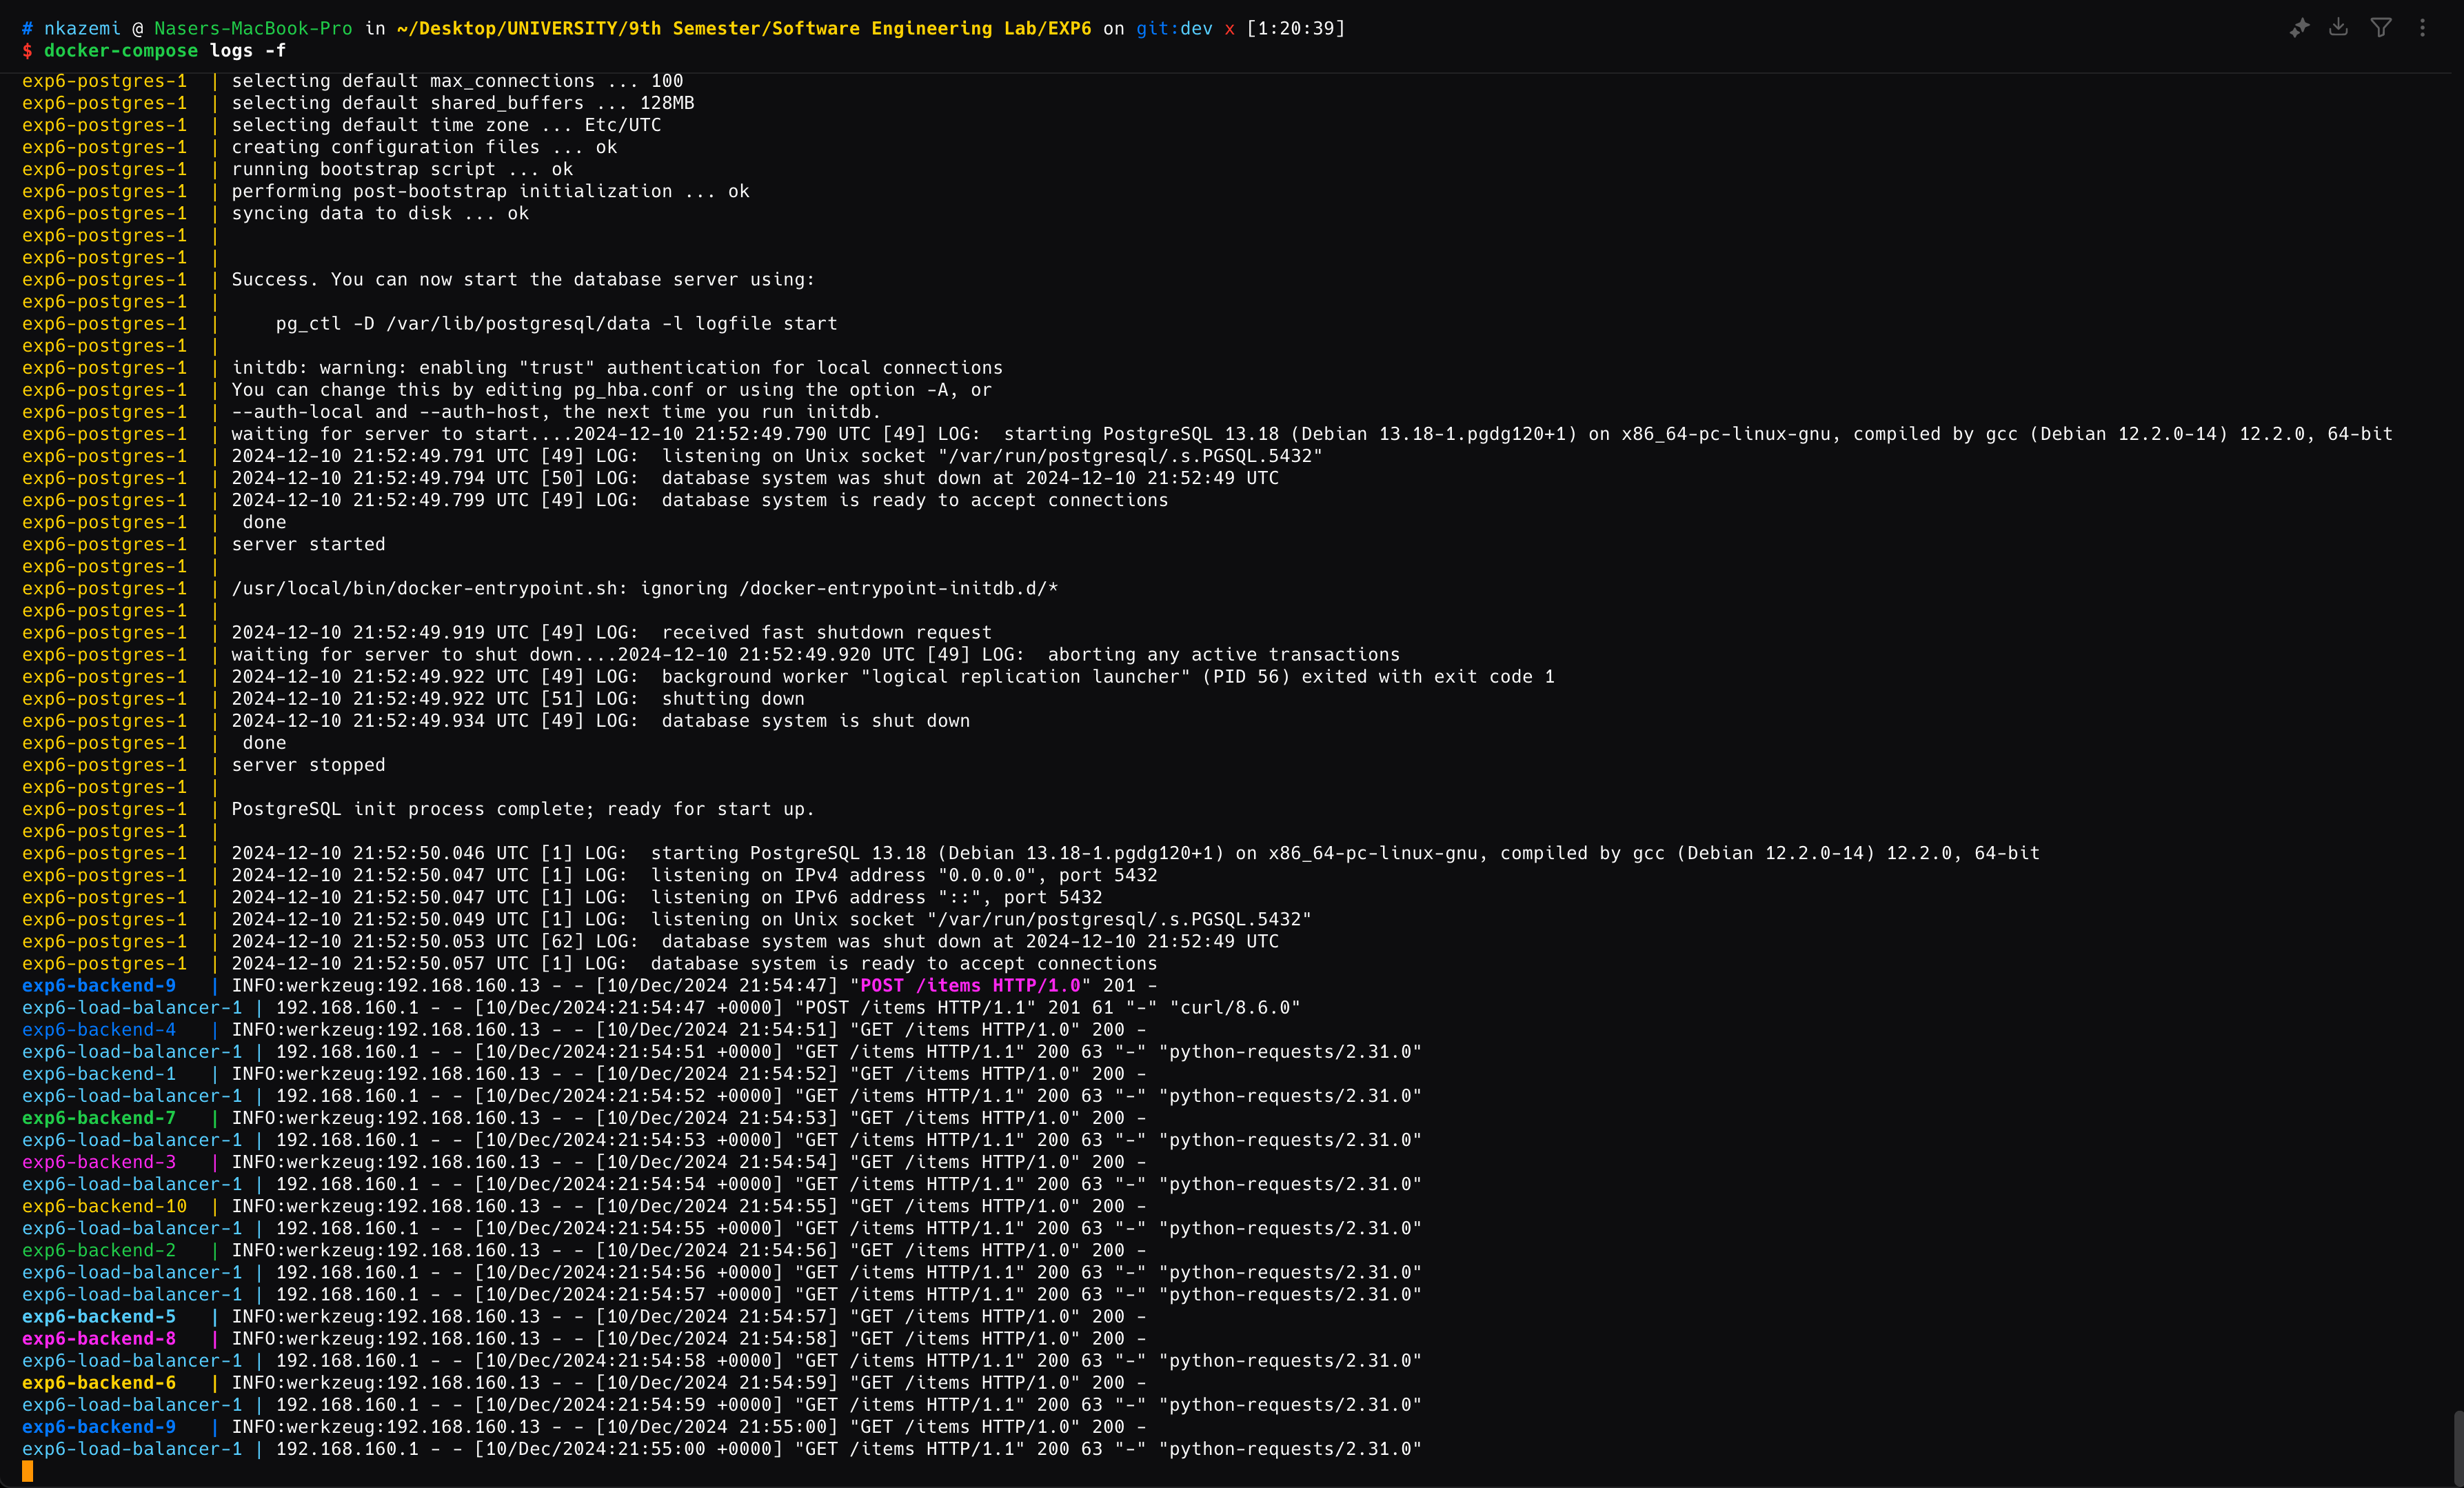 # nkazemi @ Nasers-MacBook-Pro in ~/Desktop/UNIVERSITY/9th Semester/Software Engineering Lab/EXP6 on git:dev x [1:20:39]
$ docker-compose logs -f
exp6-postgres-1  | selecting default max_connections ... 100
exp6-postgres-1  | selecting default shared_buffers ... 128MB
exp6-postgres-1  | selecting default time zone ... Etc/UTC
exp6-postgres-1  | creating configuration files ... ok
exp6-postgres-1  | running bootstrap script ... ok
exp6-postgres-1  | performing post-bootstrap initialization ... ok
exp6-postgres-1  | syncing data to disk ... ok
exp6-postgres-1  |
exp6-postgres-1  |
exp6-postgres-1  | Success. You can now start the database server using:
exp6-postgres-1  |
exp6-postgres-1  |     pg_ctl -D /var/lib/postgresql/data -l logfile start
exp6-postgres-1  |
exp6-postgres-1  | initdb: warning: enabling "trust" authentication for local connections
exp6-postgres-1  | You can change this by editing pg_hba.conf or using the option -A, or
exp6-postgres-1  | --auth-local and --auth-host, the next time you run initdb.
exp6-postgres-1  | waiting for server to start....2024-12-10 21:52:49.790 UTC [49] LOG:  starting PostgreSQL 13.18 (Debian 13.18-1.pgdg120+1) on x86_64-pc-linux-gnu, compiled by gcc (Debian 12.2.0-14) 12.2.0, 64-bit
exp6-postgres-1  | 2024-12-10 21:52:49.791 UTC [49] LOG:  listening on Unix socket "/var/run/postgresql/.s.PGSQL.5432"
exp6-postgres-1  | 2024-12-10 21:52:49.794 UTC [50] LOG:  database system was shut down at 2024-12-10 21:52:49 UTC
exp6-postgres-1  | 2024-12-10 21:52:49.799 UTC [49] LOG:  database system is ready to accept connections
exp6-postgres-1  |  done
exp6-postgres-1  | server started
exp6-postgres-1  |
exp6-postgres-1  | /usr/local/bin/docker-entrypoint.sh: ignoring /docker-entrypoint-initdb.d/*
exp6-postgres-1  |
exp6-postgres-1  | 2024-12-10 21:52:49.919 UTC [49] LOG:  received fast shutdown request
exp6-postgres-1  | waiting for server to shut down....2024-12-10 21:52:49.920 UTC [49] LOG:  aborting any active transactions
exp6-postgres-1  | 2024-12-10 21:52:49.922 UTC [49] LOG:  background worker "logical replication launcher" (PID 56) exited with exit code 1
exp6-postgres-1  | 2024-12-10 21:52:49.922 UTC [51] LOG:  shutting down
exp6-postgres-1  | 2024-12-10 21:52:49.934 UTC [49] LOG:  database system is shut down
exp6-postgres-1  |  done
exp6-postgres-1  | server stopped
exp6-postgres-1  |
exp6-postgres-1  | PostgreSQL init process complete; ready for start up.
exp6-postgres-1  |
exp6-postgres-1  | 2024-12-10 21:52:50.046 UTC [1] LOG:  starting PostgreSQL 13.18 (Debian 13.18-1.pgdg120+1) on x86_64-pc-linux-gnu, compiled by gcc (Debian 12.2.0-14) 12.2.0, 64-bit
exp6-postgres-1  | 2024-12-10 21:52:50.047 UTC [1] LOG:  listening on IPv4 address "0.0.0.0", port 5432
exp6-postgres-1  | 2024-12-10 21:52:50.047 UTC [1] LOG:  listening on IPv6 address "::", port 5432
exp6-postgres-1  | 2024-12-10 21:52:50.049 UTC [1] LOG:  listening on Unix socket "/var/run/postgresql/.s.PGSQL.5432"
exp6-postgres-1  | 2024-12-10 21:52:50.053 UTC [62] LOG:  database system was shut down at 2024-12-10 21:52:49 UTC
exp6-postgres-1  | 2024-12-10 21:52:50.057 UTC [1] LOG:  database system is ready to accept connections
exp6-backend-9   | INFO:werkzeug:192.168.160.13 - - [10/Dec/2024 21:54:47] "POST /items HTTP/1.0" 201 -
exp6-load-balancer-1 | 192.168.160.1 - - [10/Dec/2024:21:54:47 +0000] "POST /items HTTP/1.1" 201 61 "-" "curl/8.6.0"
exp6-backend-4   | INFO:werkzeug:192.168.160.13 - - [10/Dec/2024 21:54:51] "GET /items HTTP/1.0" 200 -
exp6-load-balancer-1 | 192.168.160.1 - - [10/Dec/2024:21:54:51 +0000] "GET /items HTTP/1.1" 200 63 "-" "python-requests/2.31.0"
exp6-backend-1   | INFO:werkzeug:192.168.160.13 - - [10/Dec/2024 21:54:52] "GET /items HTTP/1.0" 200 -
exp6-load-balancer-1 | 192.168.160.1 - - [10/Dec/2024:21:54:52 +0000] "GET /items HTTP/1.1" 200 63 "-" "python-requests/2.31.0"
exp6-backend-7   | INFO:werkzeug:192.168.160.13 - - [10/Dec/2024 21:54:53] "GET /items HTTP/1.0" 200 -
exp6-load-balancer-1 | 192.168.160.1 - - [10/Dec/2024:21:54:53 +0000] "GET /items HTTP/1.1" 200 63 "-" "python-requests/2.31.0"
exp6-backend-3   | INFO:werkzeug:192.168.160.13 - - [10/Dec/2024 21:54:54] "GET /items HTTP/1.0" 200 -
exp6-load-balancer-1 | 192.168.160.1 - - [10/Dec/2024:21:54:54 +0000] "GET /items HTTP/1.1" 200 63 "-" "python-requests/2.31.0"
exp6-backend-10  | INFO:werkzeug:192.168.160.13 - - [10/Dec/2024 21:54:55] "GET /items HTTP/1.0" 200 -
exp6-load-balancer-1 | 192.168.160.1 - - [10/Dec/2024:21:54:55 +0000] "GET /items HTTP/1.1" 200 63 "-" "python-requests/2.31.0"
exp6-backend-2   | INFO:werkzeug:192.168.160.13 - - [10/Dec/2024 21:54:56] "GET /items HTTP/1.0" 200 -
exp6-load-balancer-1 | 192.168.160.1 - - [10/Dec/2024:21:54:56 +0000] "GET /items HTTP/1.1" 200 63 "-" "python-requests/2.31.0"
exp6-load-balancer-1 | 192.168.160.1 - - [10/Dec/2024:21:54:57 +0000] "GET /items HTTP/1.1" 200 63 "-" "python-requests/2.31.0"
exp6-backend-5   | INFO:werkzeug:192.168.160.13 - - [10/Dec/2024 21:54:57] "GET /items HTTP/1.0" 200 -
exp6-backend-8   | INFO:werkzeug:192.168.160.13 - - [10/Dec/2024 21:54:58] "GET /items HTTP/1.0" 200 -
exp6-load-balancer-1 | 192.168.160.1 - - [10/Dec/2024:21:54:58 +0000] "GET /items HTTP/1.1" 200 63 "-" "python-requests/2.31.0"
exp6-backend-6   | INFO:werkzeug:192.168.160.13 - - [10/Dec/2024 21:54:59] "GET /items HTTP/1.0" 200 -
exp6-load-balancer-1 | 192.168.160.1 - - [10/Dec/2024:21:54:59 +0000] "GET /items HTTP/1.1" 200 63 "-" "python-requests/2.31.0"
exp6-backend-9   | INFO:werkzeug:192.168.160.13 - - [10/Dec/2024 21:55:00] "GET /items HTTP/1.0" 200 -
exp6-load-balancer-1 | 192.168.160.1 - - [10/Dec/2024:21:55:00 +0000] "GET /items HTTP/1.1" 200 63 "-" "python-requests/2.31.0"